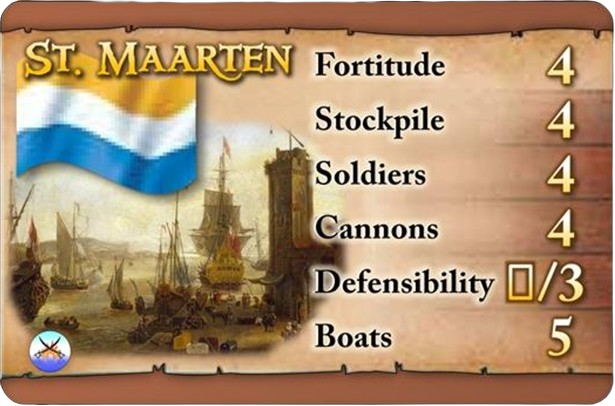 ST. MAARTEN
Fortitude 4
Stockpile 4
Soldiers 4
Cannons 4
Defensibility ▯/3
Boats 5